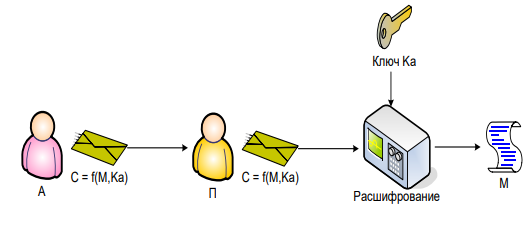 Ключ Ка
C = f(M,Ka)
C = f(M,Ka)
А
П
Расшифрование
М